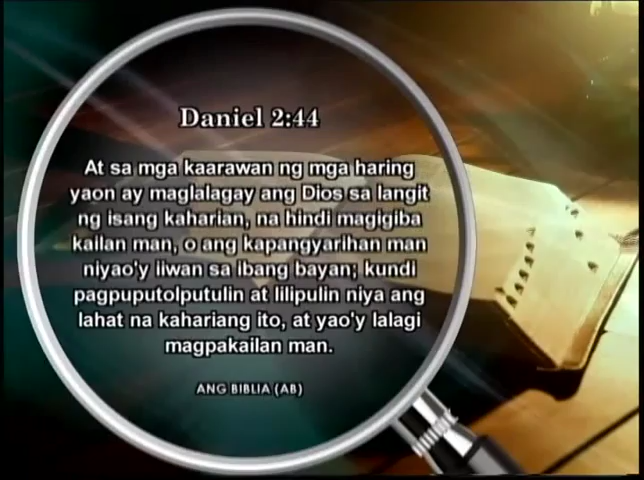 Daniel 2:44
At sa mga kaarawan ng mga haring
yaon ay maglalagay ang Dios sa langit
ng isang kaharian, na hindi magigiba
kailan man, o ang kapangyarihan man
niyao'y iiwan sa ibang bayan; kundi
pagpuputolputulin at lilipulin niya ang
lahat na kahariang ito, at yao'y lalagi
magpakailan man.
ANG BIBLIA (AB)